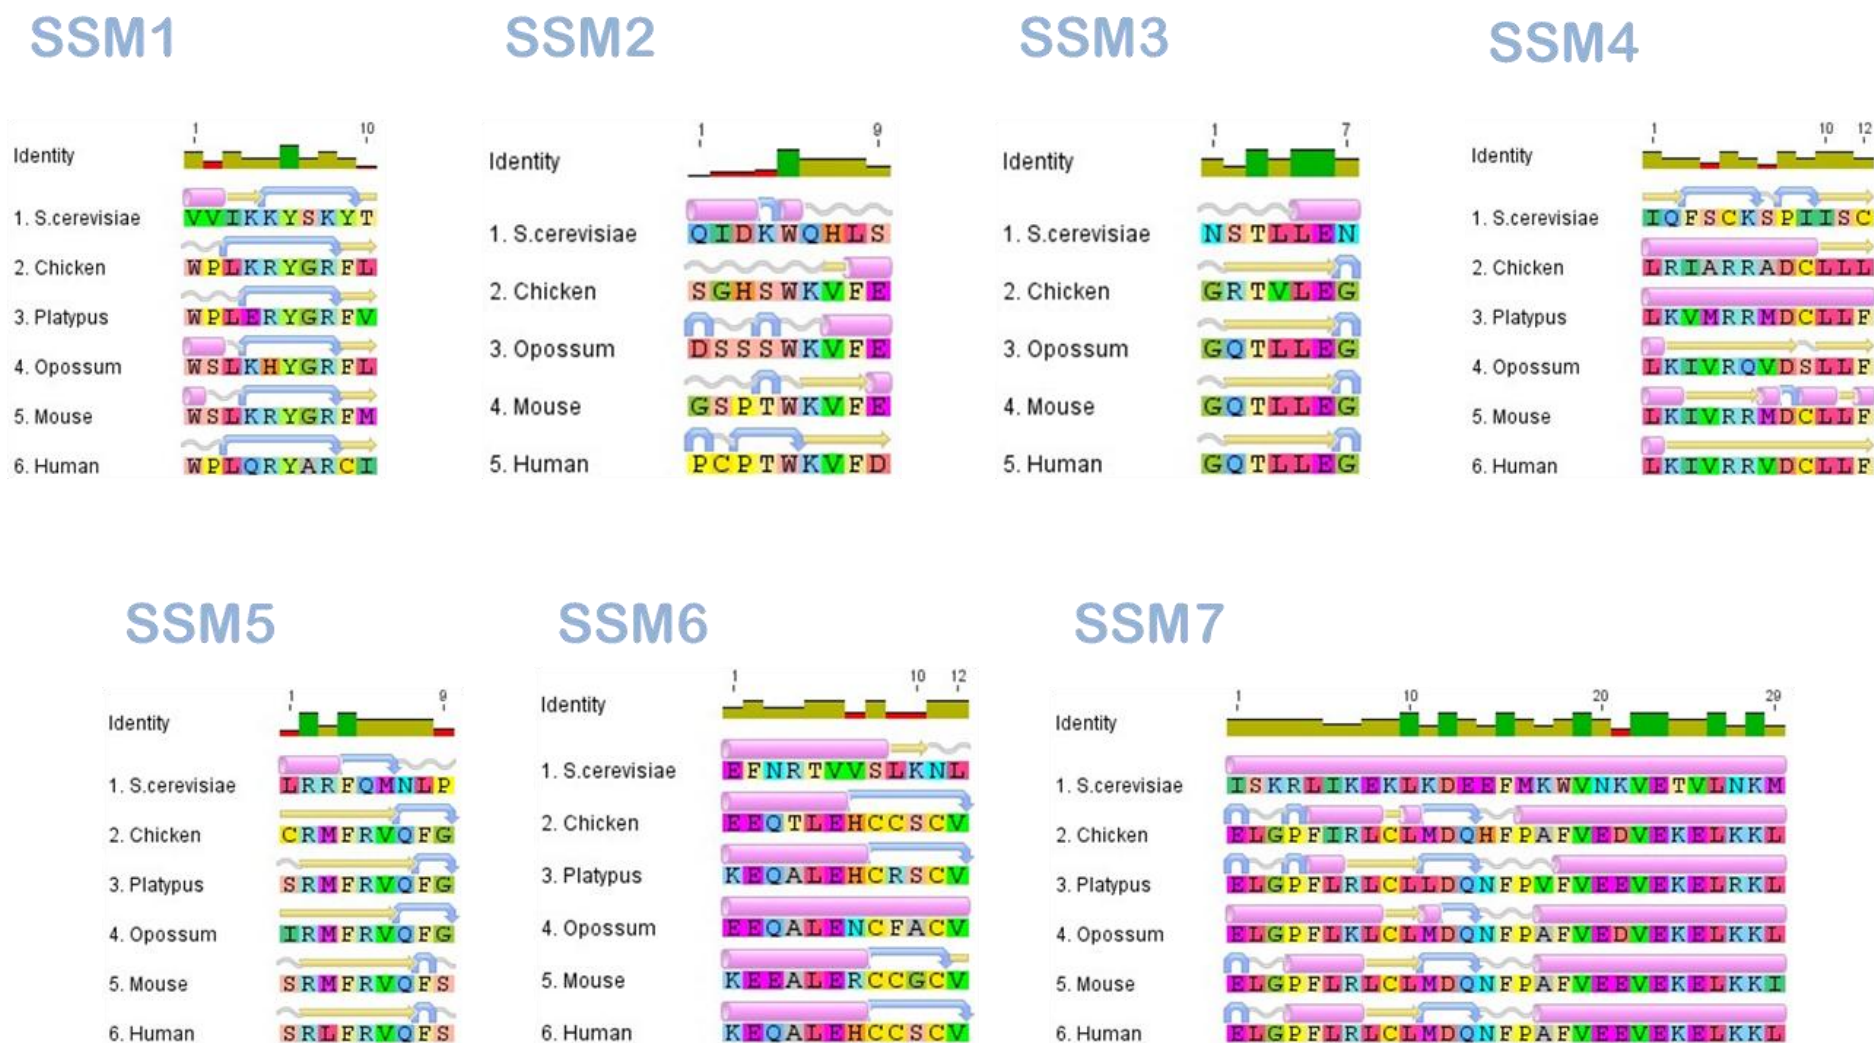 SSM1 SSM2 SSM3 SSM4
1 10
Identity
1. S.cerevisiae VVIKKYSKYT
2. Chicken WPLKRYGRFL
3. Platypus WPLERYGRFV
4. Opossum WSLKHYGRFL
5. Mouse WSLKRYGRFM
6. Human WPLQRYARCI
1 9
Identity
1. S.cerevisiae QIDKWQHLS
2. Chicken SGHSWKVFE
3. Opossum DSSSWKVFE
4. Mouse GSPTWKVFE
5. Human PCPTWKVFD
1 7
Identity
1. S.cerevisiae NSTLLEN
2. Chicken GRTVLEG
3. Opossum GQTLLEG
4. Mouse GQTLLEG
5. Human GQTLLEG
1 10 12
Identity
1. S.cerevisiae IQFSCKSPIISC
2. Chicken LRIARRADCLLL
3. Platypus LKVMRRMDCLLF
4. Opossum LKIVRQVDSLLF
5. Mouse LKIVRRMDCLLF
6. Human LKIVRRVDCLLF
SSM5 SSM6 SSM7
1 9
Identity
1. S.cerevisiae LRRFQMNLP
2. Chicken CRMFRVQFG
3. Platypus SRMFRVQFG
4. Opossum IRMFRVQFG
5. Mouse SRMFRVQFS
6. Human SRLFRVQFS
1 10 12
Identity
1. S.cerevisiae EFNRTVVSLKNL
2. Chicken EEQTLEHCCSCV
3. Platypus KEQALEHCRSCV
4. Opossum EEQALENCFACV
5. Mouse KEEALERCCGCV
6. Human KEQALEHCCSCV
1 10 20 29
Identity
1. S.cerevisiae ISKRLIKEKLKDEEFMKWVNKVETVLNKM
2. Chicken ELGPFIRLCLMDQHFPAFVEDVEKELKKL
3. Platypus ELGPFLRLCLLDQNFPVFVEEVEKELRKL
4. Opossum ELGPFLKLCLMDQNFPAFVEDVEKELKKL
5. Mouse ELGPFLRLCLMDQNFPAFVEEVEKELKKI
6. Human ELGPFLRLCLMDQNFPAFVEEVEKELKKL